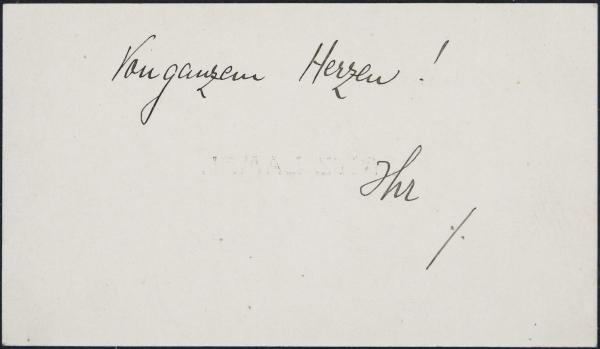 Von ganzem Herzen !
Ihr
./.